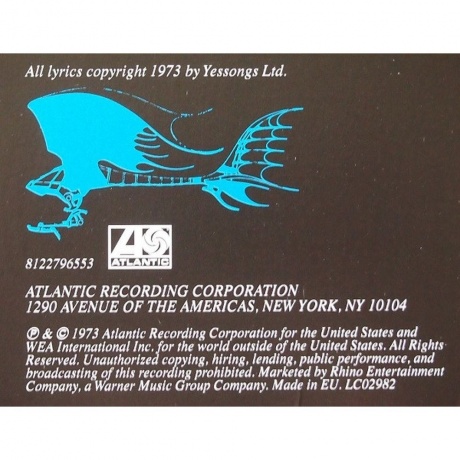 All lyrics copyright 1973 by Yessongs Ltd.
8122796553
ATLANTIC
ATLANTIC RECORDING CORPORATION
1290 AVENUE OF THE AMERICAS, NEW YORK, NY 10104
℗ & © 1973 Atlantic Recording Corporation for the United States and
WEA International Inc. for the world outside of the United States. All Rights
Reserved. Unauthorized copying, hiring, lending, public performance, and
broadcasting of this recording prohibited. Marketed by Rhino Entertainment
Company, a Warner Music Group Company. Made in EU. LC02982